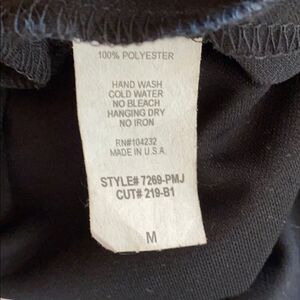 100% POLYESTER
HAND WASH
COLD WATER
NO BLEACH
HANGING DRY
NO IRON
RN#104232
MADE IN U.S.A.
STYLE# 7269-PMJ
CUT# 219-B1
M